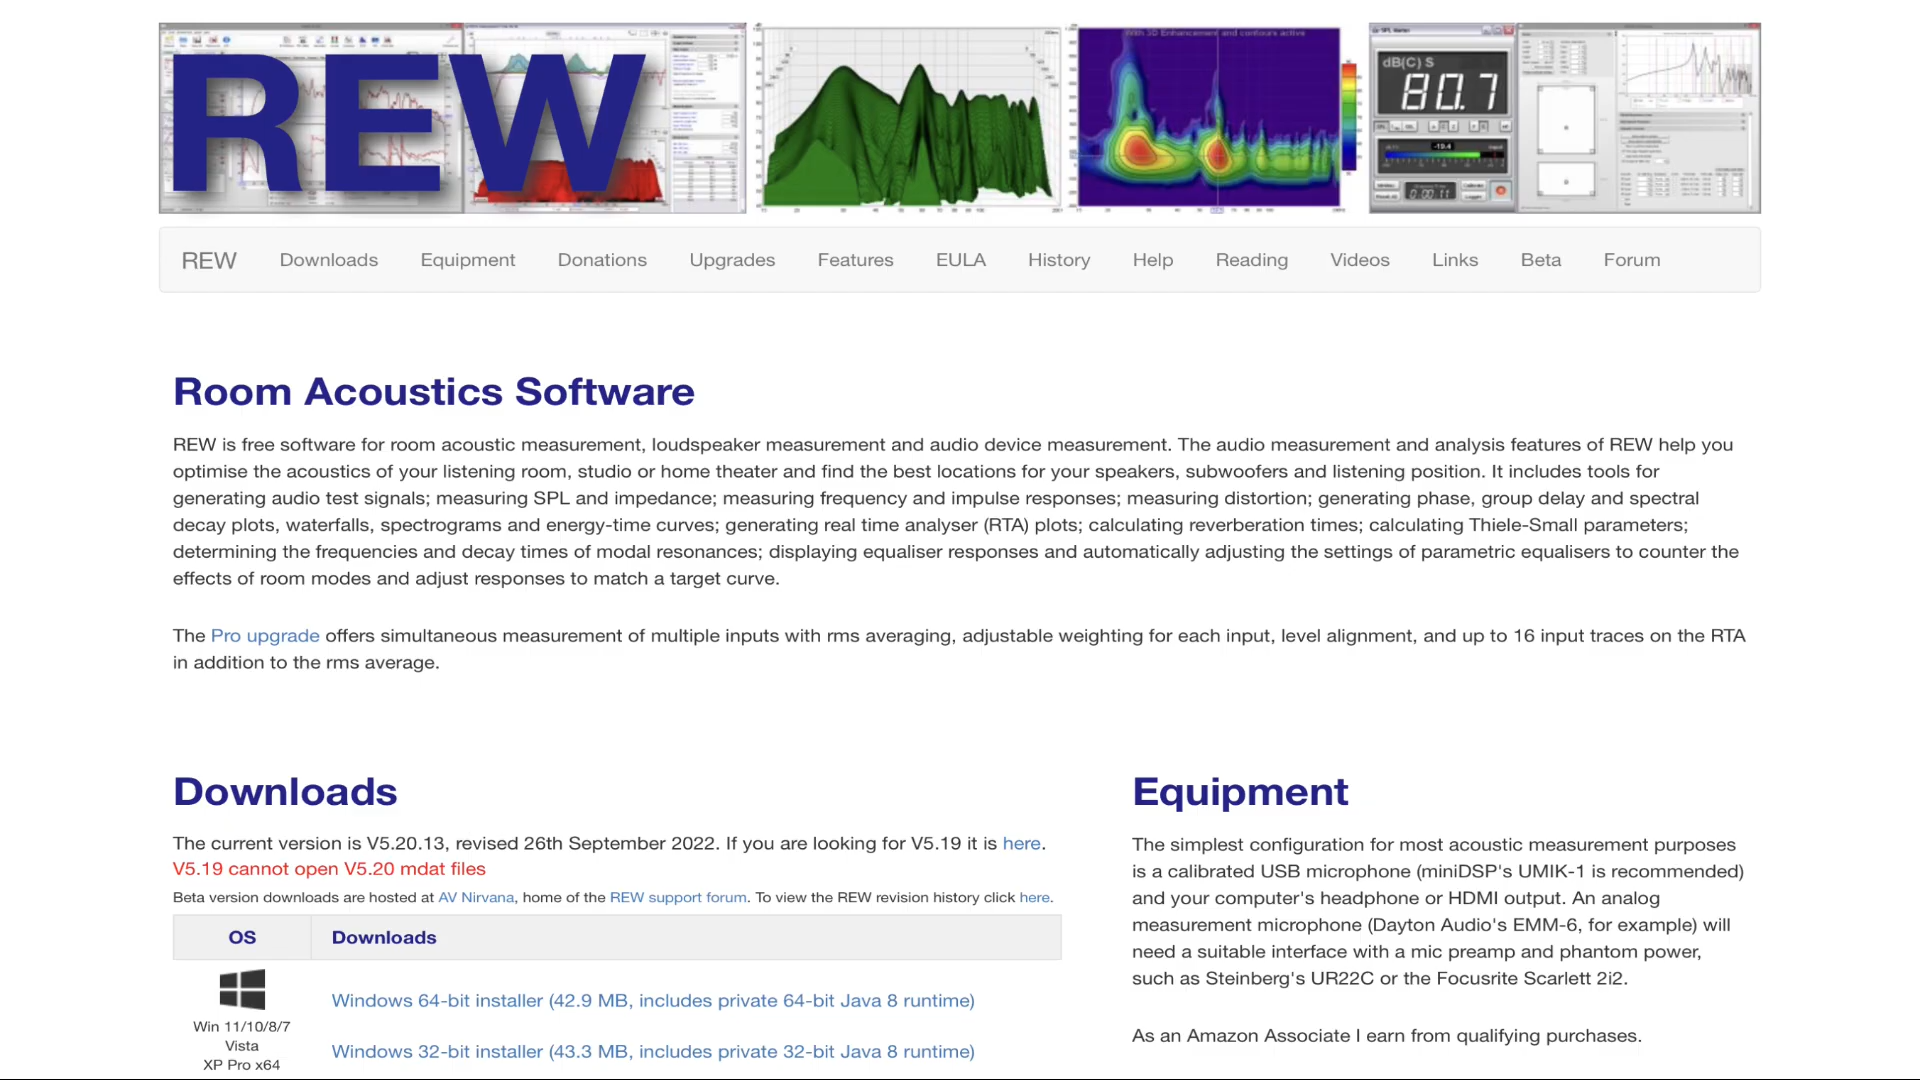 REW
With 3D Enhancement and contours active
SPL Meter
dB(C) S
80.7
-19.4
Input
0:00:11
REW Downloads Equipment Donations Upgrades Features EULA History Help Reading Videos Links Beta Forum
Room Acoustics Software
REW is free software for room acoustic measurement, loudspeaker measurement and audio device measurement. The audio measurement and analysis features of REW help you
optimise the acoustics of your listening room, studio or home theater and find the best locations for your speakers, subwoofers and listening position. It includes tools for
generating audio test signals; measuring SPL and impedance; measuring frequency and impulse responses; measuring distortion; generating phase, group delay and spectral
decay plots, waterfalls, spectrograms and energy-time curves; generating real time analyser (RTA) plots; calculating reverberation times; calculating Thiele-Small parameters;
determining the frequencies and decay times of modal resonances; displaying equaliser responses and automatically adjusting the settings of parametric equalisers to counter the
effects of room modes and adjust responses to match a target curve.
The Pro upgrade offers simultaneous measurement of multiple inputs with rms averaging, adjustable weighting for each input, level alignment, and up to 16 input traces on the RTA
in addition to the rms average.
Downloads
The current version is V5.20.13, revised 26th September 2022. If you are looking for V5.19 it is here.
V5.19 cannot open V5.20 mdat files
Beta version downloads are hosted at AV Nirvana, home of the REW support forum. To view the REW revision history click here.
OS Downloads
Win 11/10/8/7
Vista
XP Pro x64
Windows 64-bit installer (42.9 MB, includes private 64-bit Java 8 runtime)
Windows 32-bit installer (43.3 MB, includes private 32-bit Java 8 runtime)
Equipment
The simplest configuration for most acoustic measurement purposes
is a calibrated USB microphone (miniDSP's UMIK-1 is recommended)
and your computer's headphone or HDMI output. An analog
measurement microphone (Dayton Audio's EMM-6, for example) will
need a suitable interface with a mic preamp and phantom power,
such as Steinberg's UR22C or the Focusrite Scarlett 2i2.
As an Amazon Associate I earn from qualifying purchases.